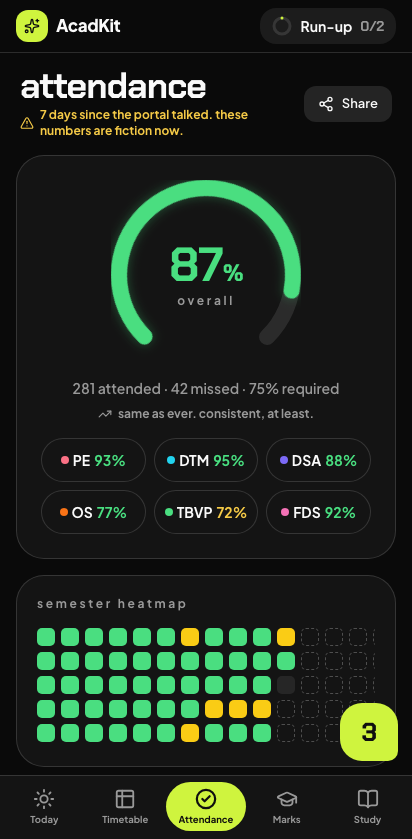 AcadKit
Run-up 0/2
attendance
7 days since the portal talked. these
numbers are fiction now.
Share
87%
overall
281 attended · 42 missed · 75% required
same as ever. consistent, at least.
PE 93%
DTM 95%
DSA 88%
OS 77%
TBVP 72%
FDS 92%
semester heatmap
3
Today
Timetable
Attendance
Marks
Study